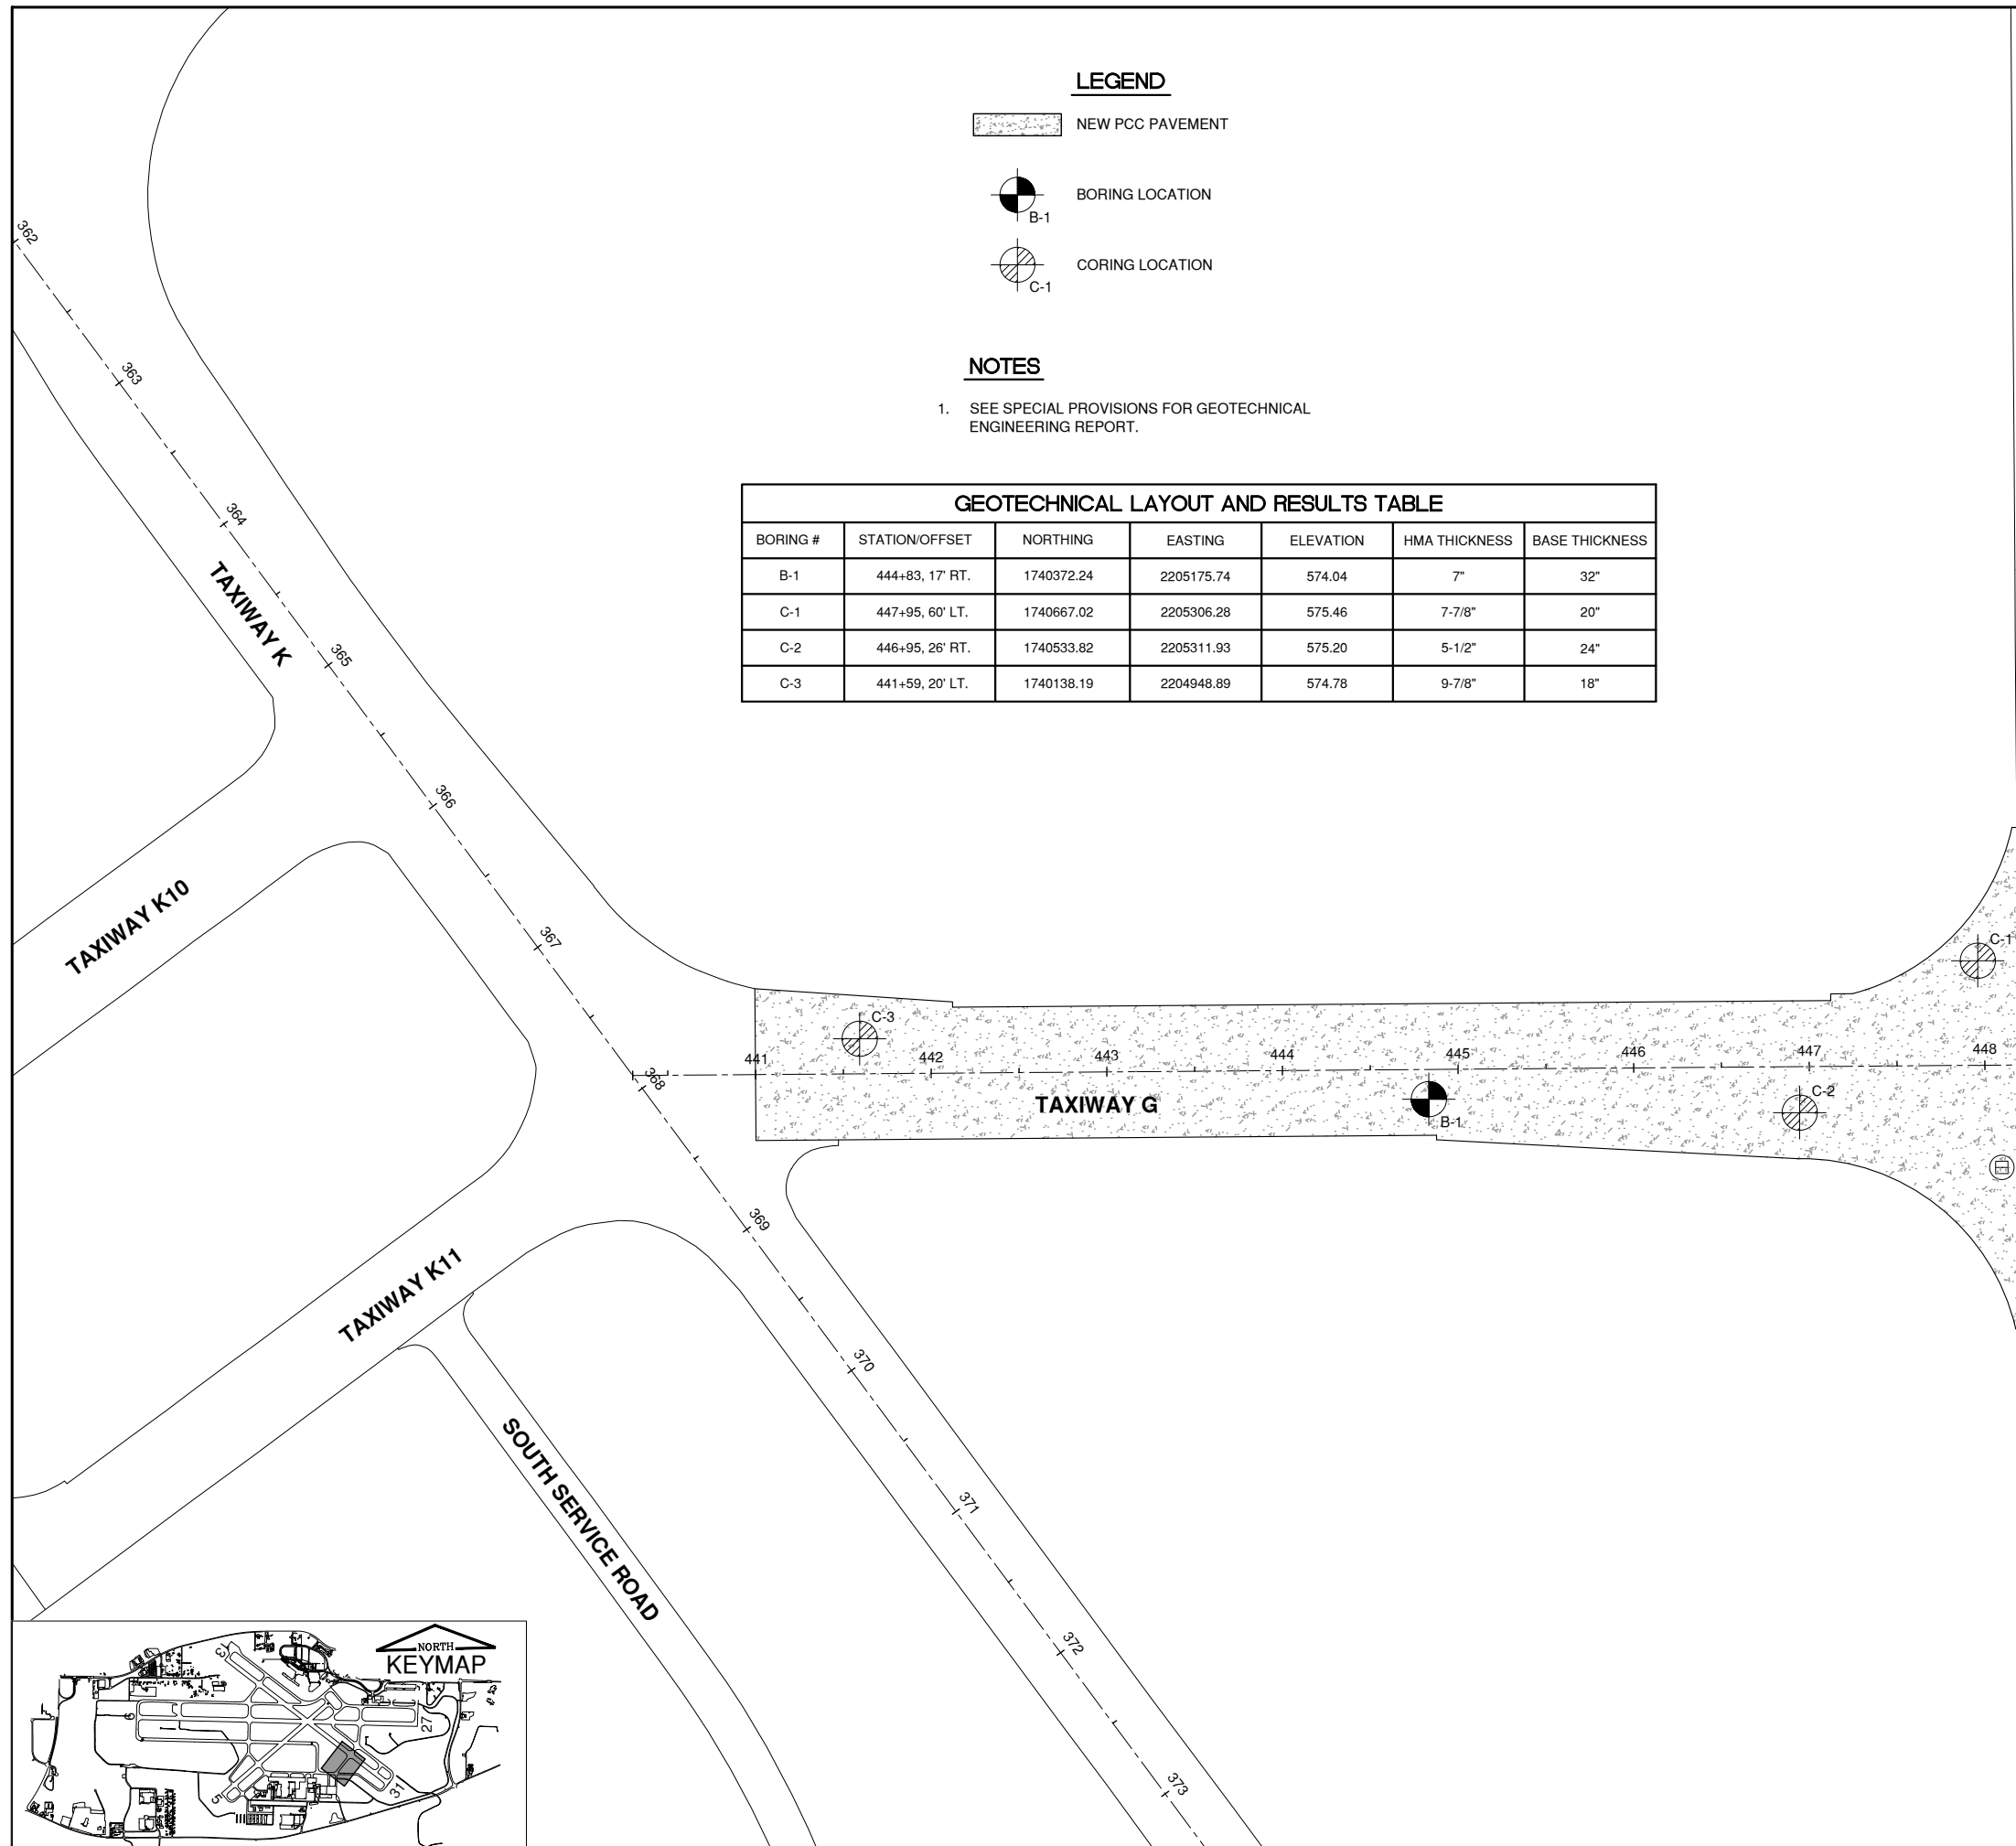 LEGEND
NEW PCC PAVEMENT
B-1
BORING LOCATION
C-1
CORING LOCATION
NOTES
1. SEE SPECIAL PROVISIONS FOR GEOTECHNICAL
ENGINEERING REPORT.
GEOTECHNICAL LAYOUT AND RESULTS TABLE
BORING # STATION/OFFSET NORTHING EASTING ELEVATION HMA THICKNESS BASE THICKNESS
B-1 444+83, 17' RT. 1740372.24 2205175.74 574.04 7" 32"
C-1 447+95, 60' LT. 1740667.02 2205306.28 575.46 7-7/8" 20"
C-2 446+95, 26' RT. 1740533.82 2205311.93 575.20 5-1/2" 24"
C-3 441+59, 20' LT. 1740138.19 2204948.89 574.78 9-7/8" 18"
362
363
364
TAXIWAY K
365
366
367
368
369
370
371
372
373
TAXIWAY K10
TAXIWAY K11
SOUTH SERVICE ROAD
C-1
C-3
441 442 443 444 445 446 447 448
TAXIWAY G
B-1
C-2
NORTH
KEYMAP
13
9
27
5
31